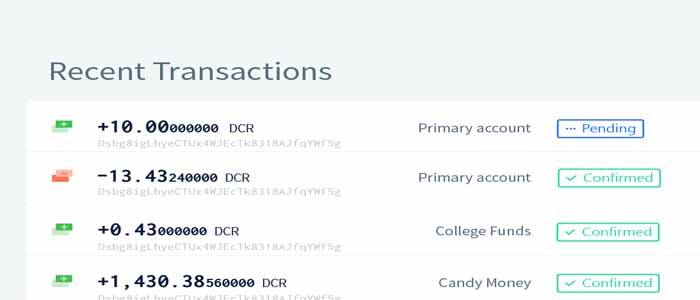 Recent Transactions
+10.00000000 DCR Primary account ··· Pending
Dsbg8igLhyeCTUx4WJEcTk8318AJfqYWf5g
−13.43240000 DCR Primary account ✓ Confirmed
Dsbg8igLhyeCTUx4WJEcTk8318AJfqYWf5g
+0.43000000 DCR College Funds ✓ Confirmed
Dsbg8igLhyeCTUx4WJEcTk8318AJfqYWf5g
+1,430.38560000 DCR Candy Money ✓ Confirmed
Dsbg8igLhyeCTUx4WJEcTk8318AJfqYWf5g